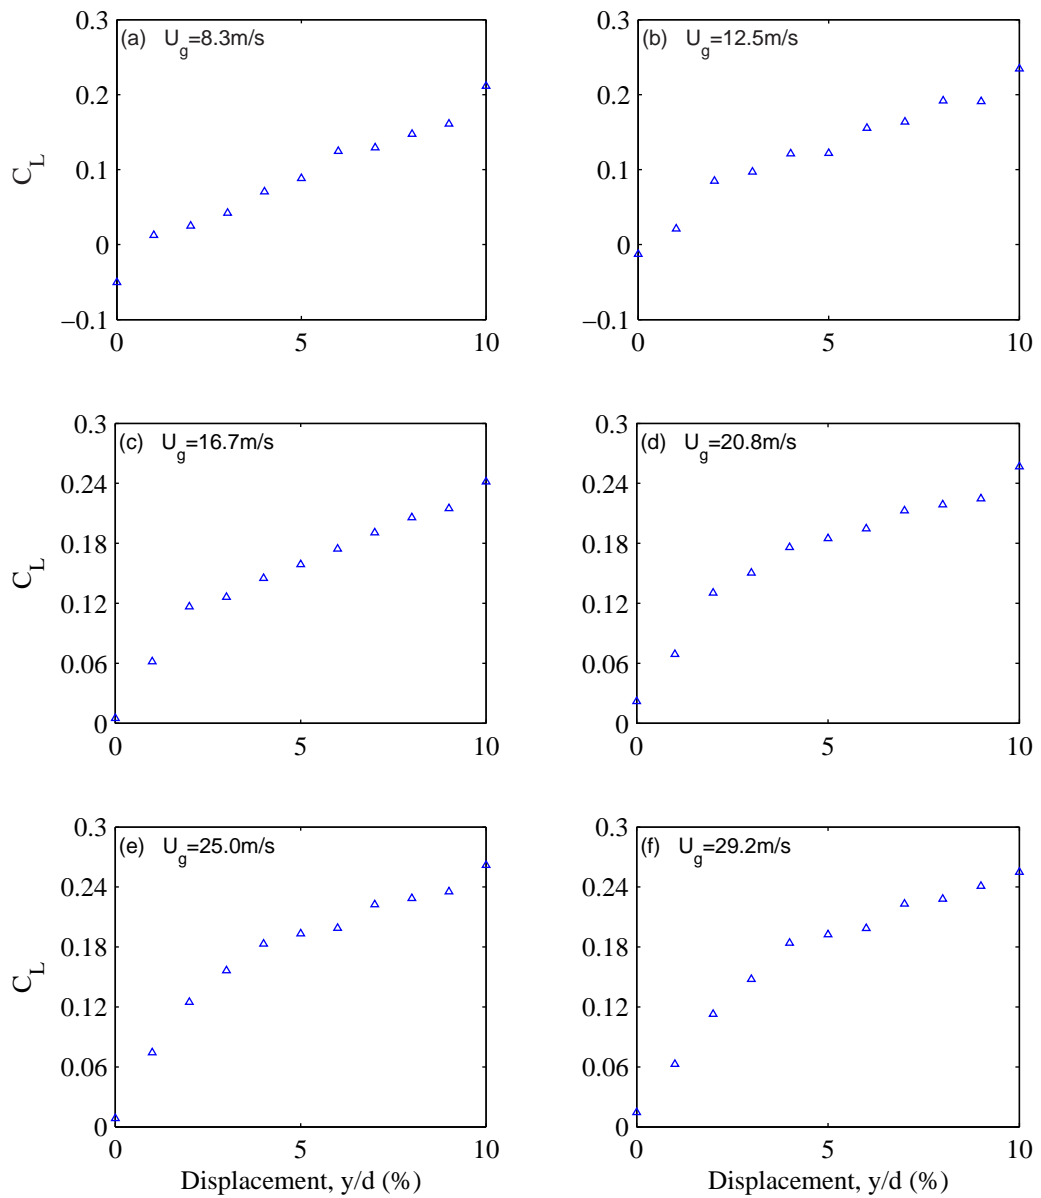 (a) U_g=8.3m/s
0.3
0.2
0.1
0
−0.1
C_L
0 5 10
(b) U_g=12.5m/s
0.3
0.2
0.1
0
−0.1
0 5 10
(c) U_g=16.7m/s
0.3
0.24
0.18
0.12
0.06
0
C_L
0 5 10
(d) U_g=20.8m/s
0.3
0.24
0.18
0.12
0.06
0
0 5 10
(e) U_g=25.0m/s
0.3
0.24
0.18
0.12
0.06
0
C_L
0 5 10
Displacement, y/d (%)
(f) U_g=29.2m/s
0.3
0.24
0.18
0.12
0.06
0
0 5 10
Displacement, y/d (%)